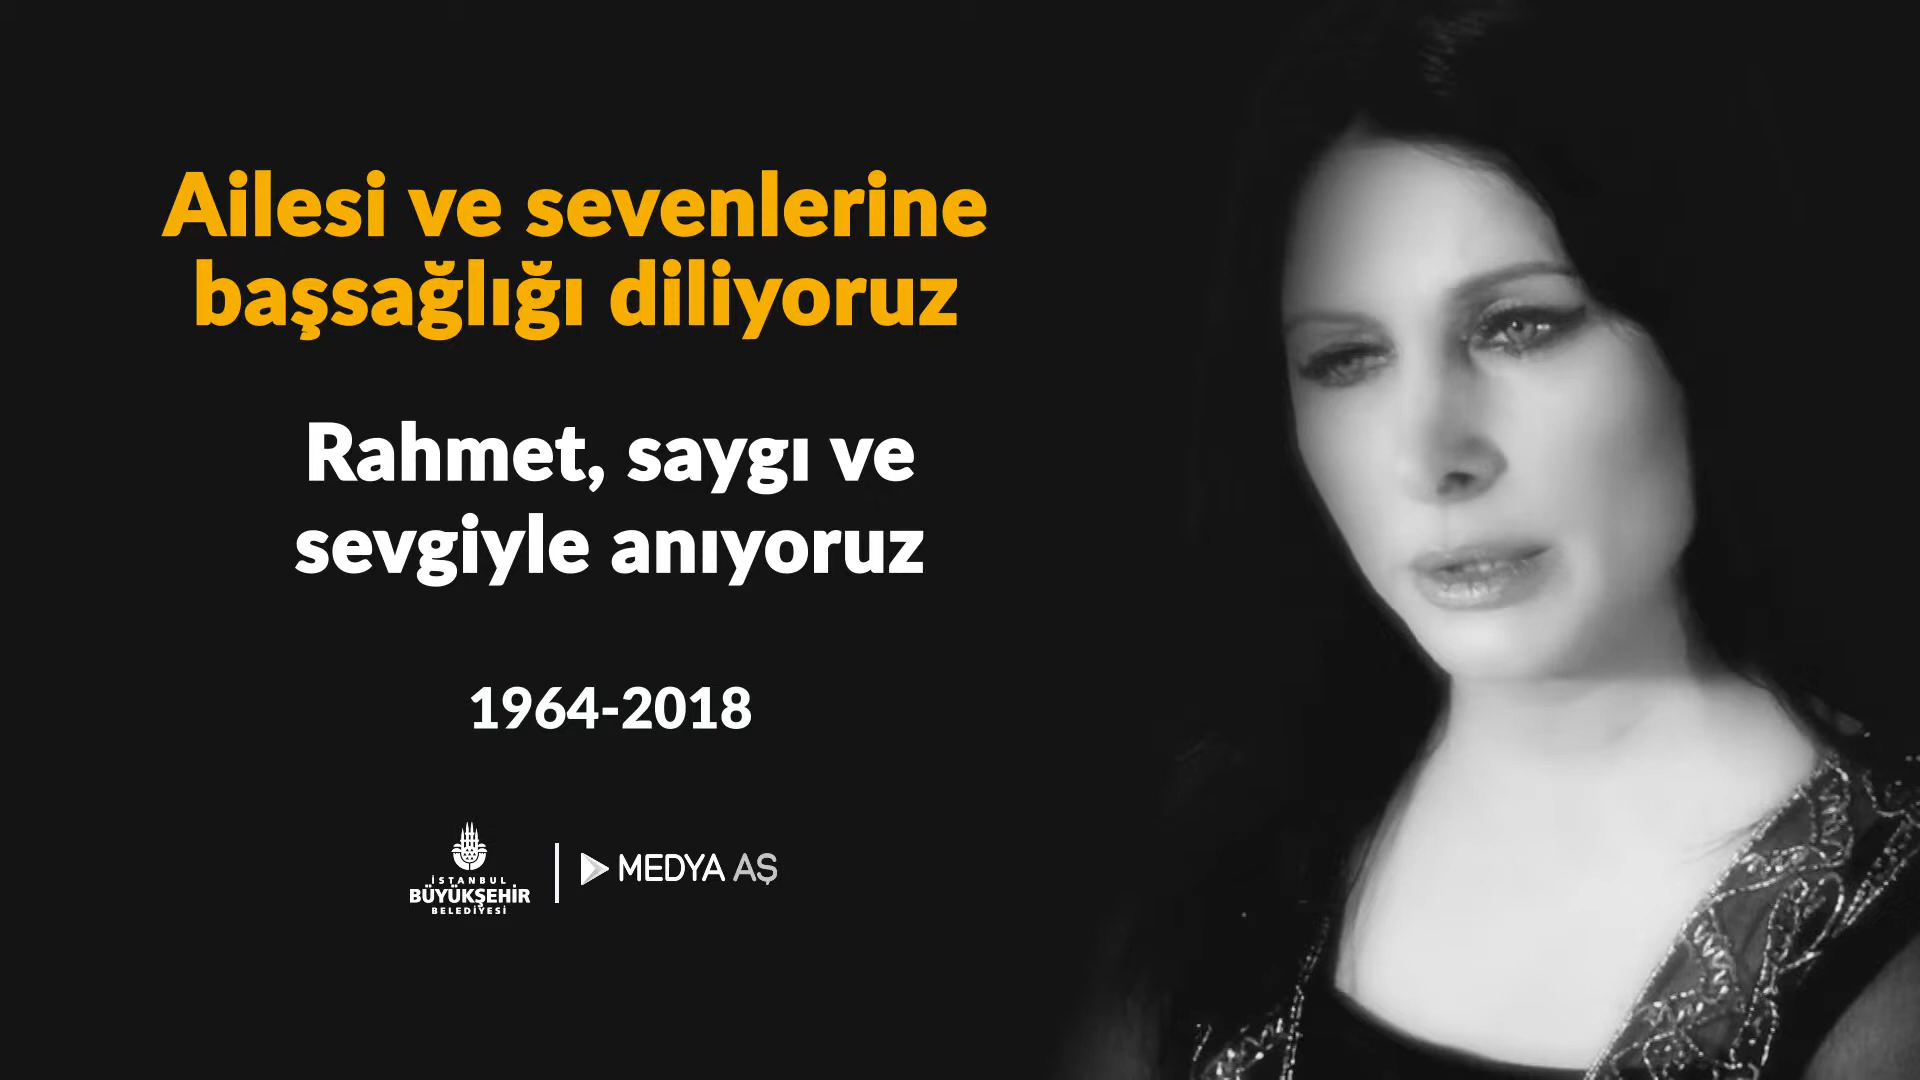 Ailesi ve sevenlerine
başsağlığı diliyoruz
Rahmet, saygı ve
sevgiyle anıyoruz
1964-2018
İSTANBUL
BÜYÜKŞEHİR
BELEDİYESİ
MEDYA AŞ